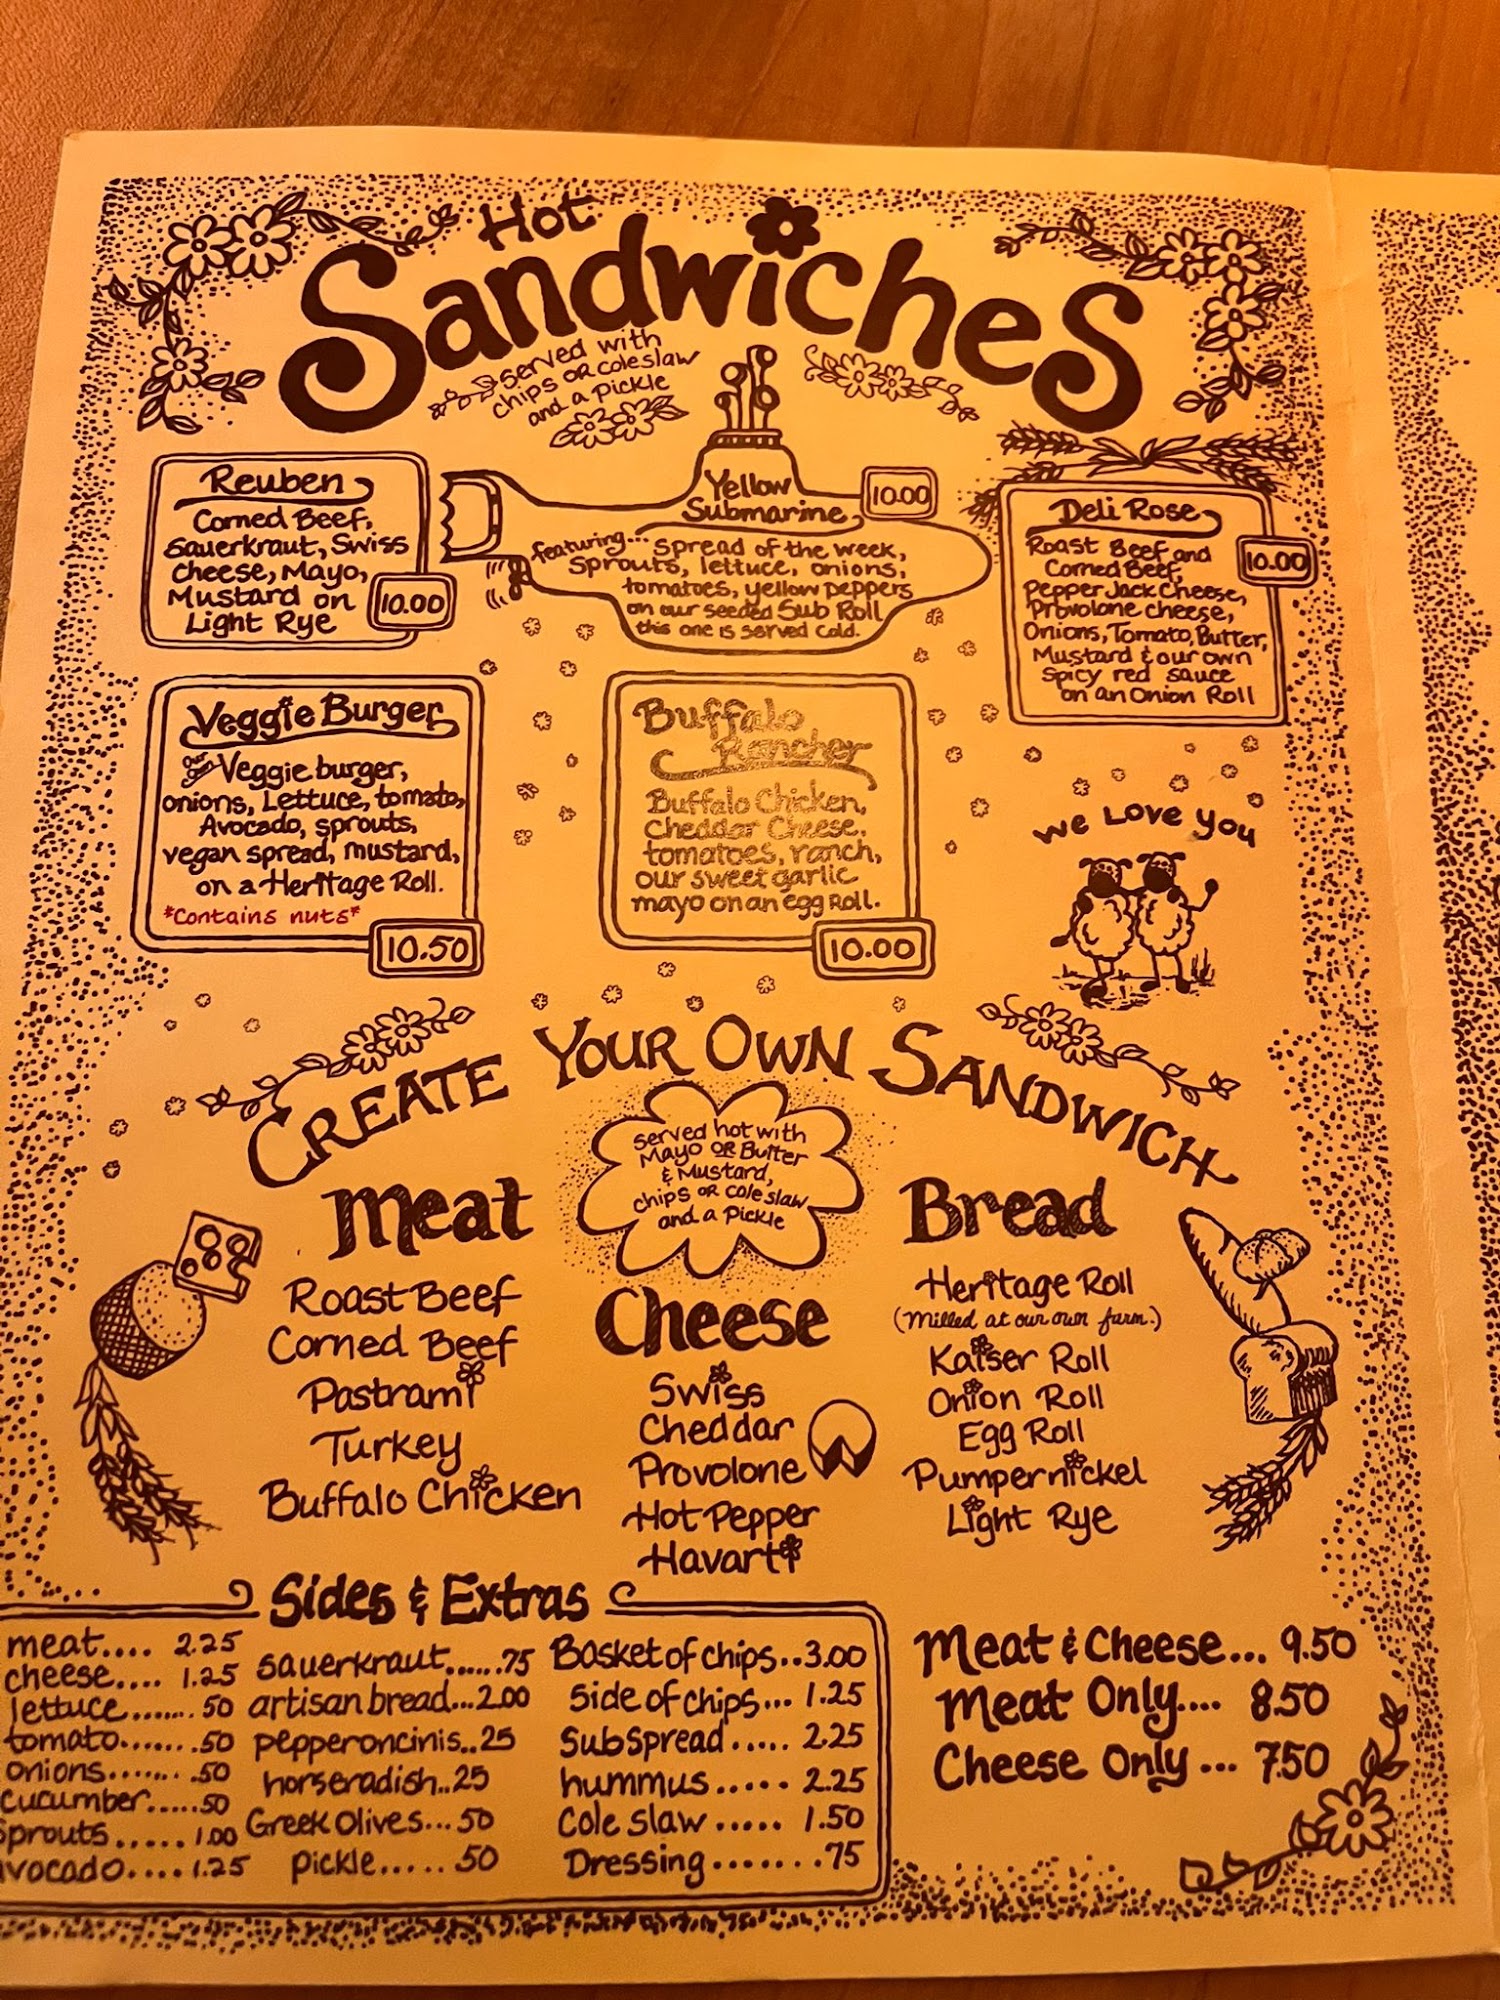 Hot
Sandwiches
served with
chips OR coleslaw
and a pickle
Reuben
Corned Beef,
Sauerkraut, Swiss
Cheese, Mayo,
Mustard on
Light Rye
10.00
Yellow
Submarine
10.00
featuring... spread of the week,
sprouts, lettuce, onions,
tomatoes, yellow peppers
on our seeded Sub Roll
this one is served cold.
Deli Rose
Roast Beef and
Corned Beef,
Pepper Jack Cheese,
Provolone cheese,
Onions, Tomato, Butter,
Mustard & our own
Spicy red sauce
on an Onion Roll
10.00
Veggie Burger
Our Own Veggie burger,
onions, Lettuce, tomato,
Avocado, sprouts,
vegan spread, mustard,
on a Heritage Roll.
*Contains nuts*
10.50
Buffalo
Rancher
Buffalo Chicken,
Cheddar Cheese,
tomatoes, ranch,
our sweet garlic
mayo on an egg Roll.
10.00
We Love You
Create Your Own Sandwich
served hot with
Mayo OR Butter
& Mustard,
chips OR cole slaw
and a Pickle
Meat
Roast Beef
Corned Beef
Pastrami
Turkey
Buffalo Chicken
Cheese
Swiss
Cheddar
Provolone
Hot Pepper
Havarti
Bread
Heritage Roll
(Milled at our own farm.)
Kaiser Roll
Onion Roll
Egg Roll
Pumpernickel
Light Rye
Sides & Extras
meat.... 2.25
cheese.... 1.25
lettuce....... .50
tomato....... .50
onions....... .50
cucumber..... .50
Sprouts..... 1.00
avocado.... 1.25
sauerkraut...... .75
artisan bread...2.00
pepperoncinis.. .25
horseradish.. .25
Greek Olives... .50
pickle..... .50
Basket of chips..3.00
Side of chips... 1.25
Sub Spread..... 2.25
hummus..... 2.25
Cole slaw..... 1.50
Dressing....... .75
Meat & Cheese... 9.50
Meat Only.... 8.50
Cheese Only... 7.50